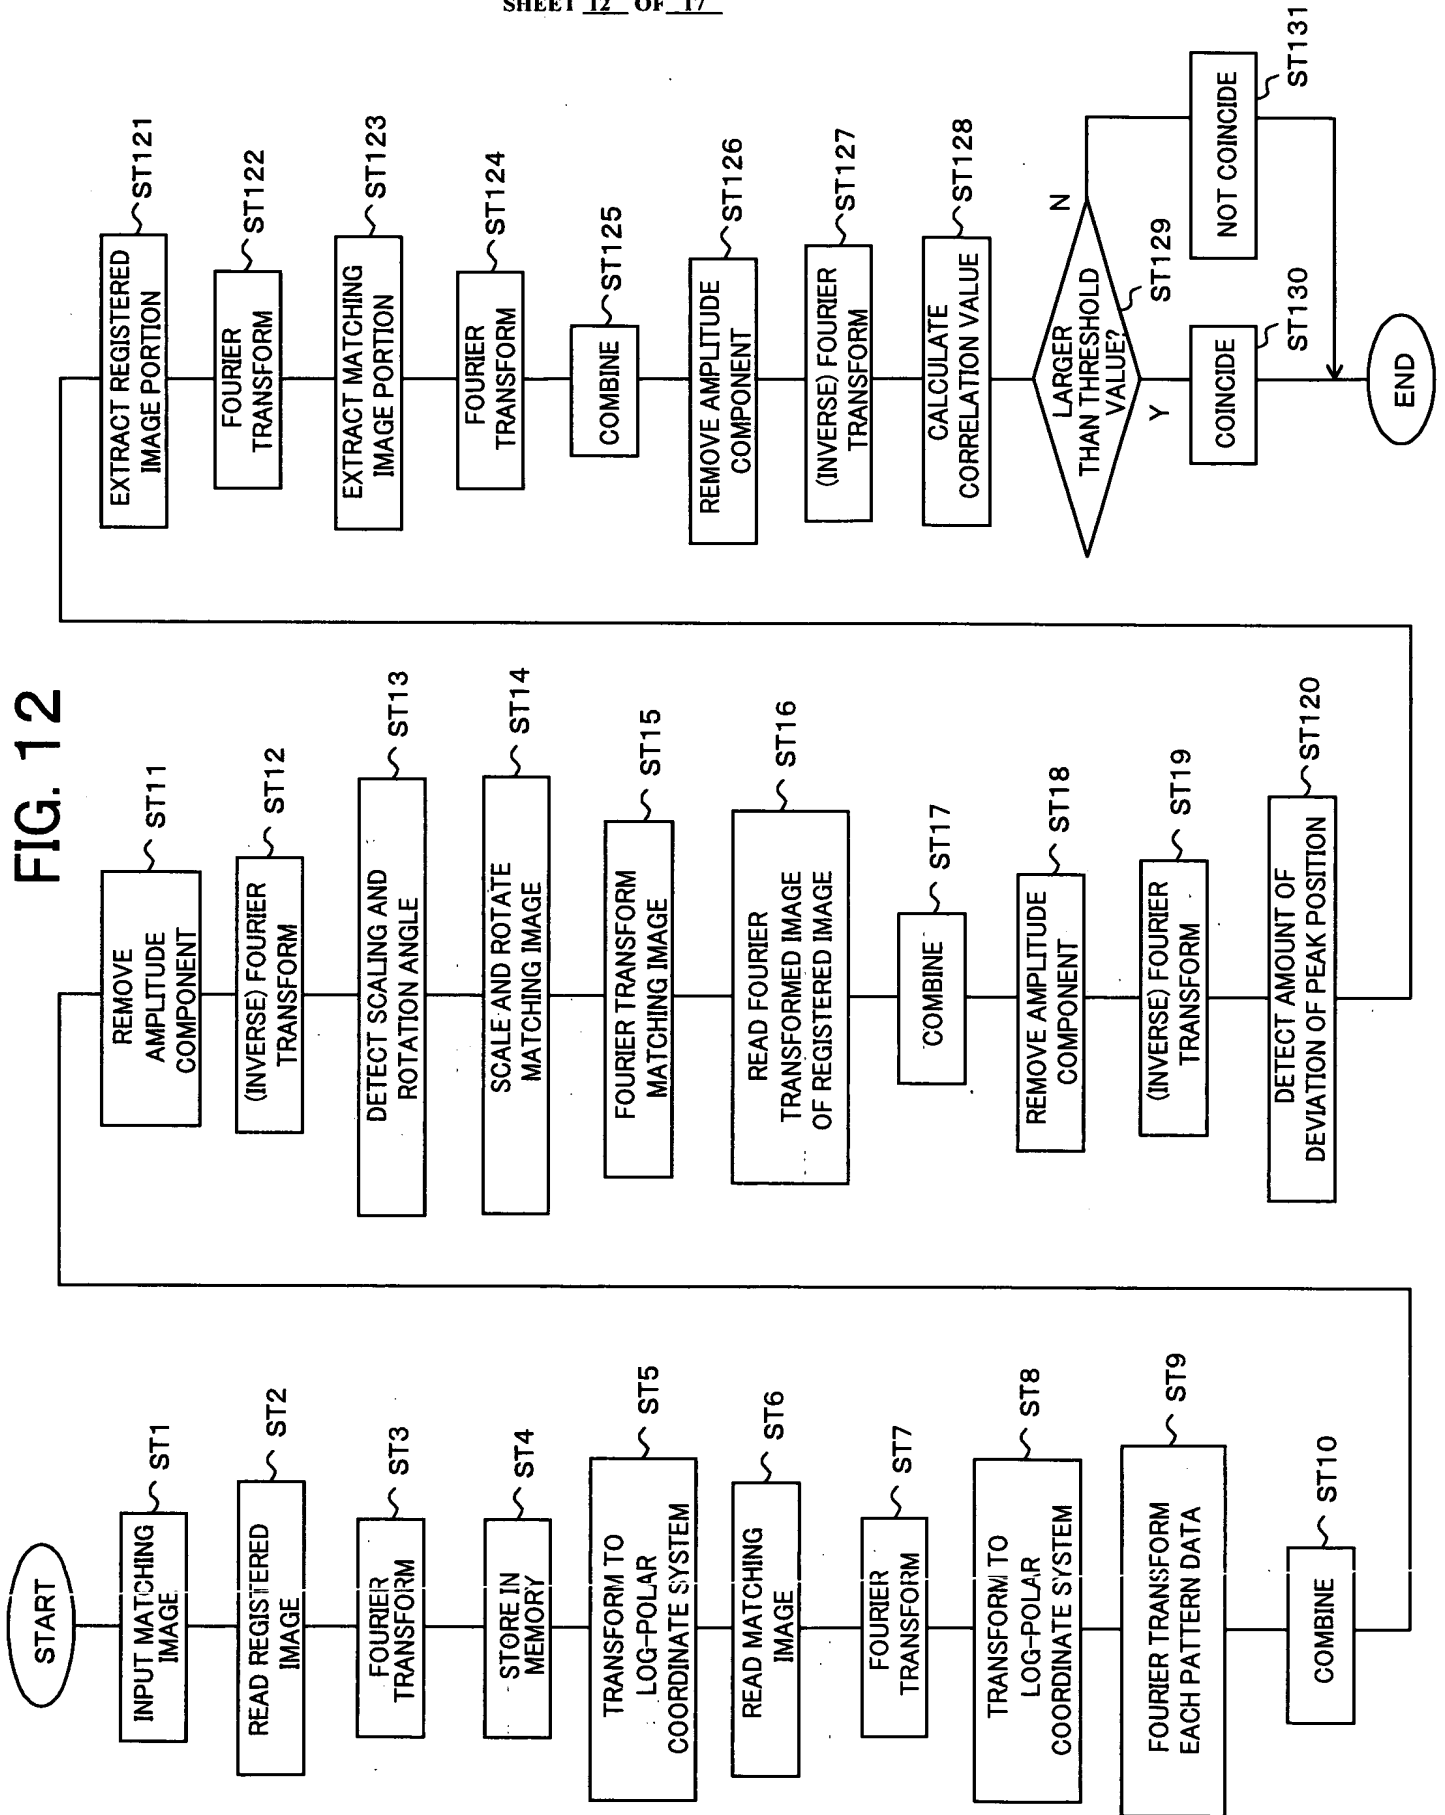 SHEET 12 OF 17
FIG. 12
START
INPUT MATCHING
IMAGE
ST1
READ REGISTERED
IMAGE
ST2
FOURIER
TRANSFORM
ST3
STORE IN
MEMORY
ST4
TRANSFORM TO
LOG-POLAR
COORDINATE SYSTEM
ST5
READ MATCHING
IMAGE
ST6
FOURIER
TRANSFORM
ST7
TRANSFORM TO
LOG-POLAR
COORDINATE SYSTEM
ST8
FOURIER TRANSFORM
EACH PATTERN DATA
ST9
COMBINE
ST10
REMOVE
AMPLITUDE
COMPONENT
ST11
(INVERSE) FOURIER
TRANSFORM
ST12
DETECT SCALING AND
ROTATION ANGLE
ST13
SCALE AND ROTATE
MATCHING IMAGE
ST14
FOURIER TRANSFORM
MATCHING IMAGE
ST15
READ FOURIER
TRANSFORMED IMAGE
OF REGISTERED IMAGE
ST16
COMBINE
ST17
REMOVE AMPLITUDE
COMPONENT
ST18
(INVERSE) FOURIER
TRANSFORM
ST19
DETECT AMOUNT OF
DEVIATION OF PEAK POSITION
ST120
EXTRACT REGISTERED
IMAGE PORTION
ST121
FOURIER
TRANSFORM
ST122
EXTRACT MATCHING
IMAGE PORTION
ST123
FOURIER
TRANSFORM
ST124
COMBINE
ST125
REMOVE AMPLITUDE
COMPONENT
ST126
(INVERSE) FOURIER
TRANSFORM
ST127
CALCULATE
CORRELATION VALUE
ST128
LARGER
THAN THRESHOLD
VALUE?
ST129
N
Y
COINCIDE
ST130
NOT COINCIDE
ST131
END